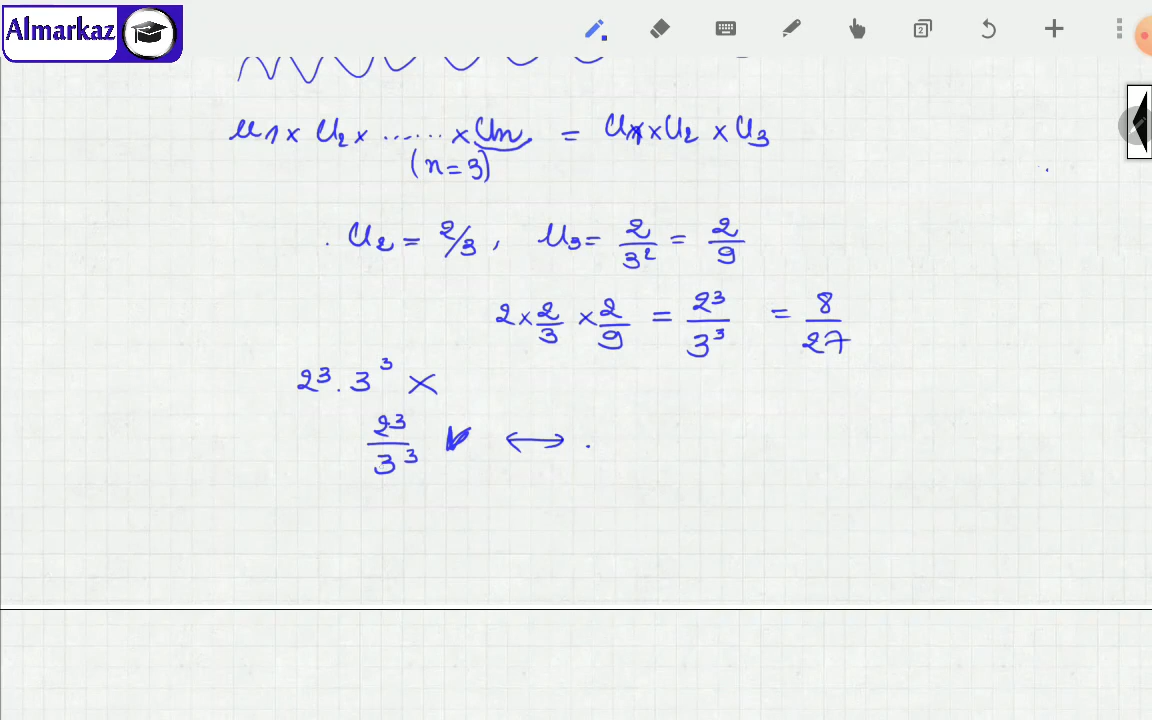 Almarkaz
2
u1 × U2 × ...... × Un = U1 × U2 × U3
(n = 3)
. U2 = 2/3 , U3 = 2/3² = 2/9
2 × 2/3 × 2/9 = 2³/3³ = 8/27
2³ . 3³ ×
2³/3³ ↔ .